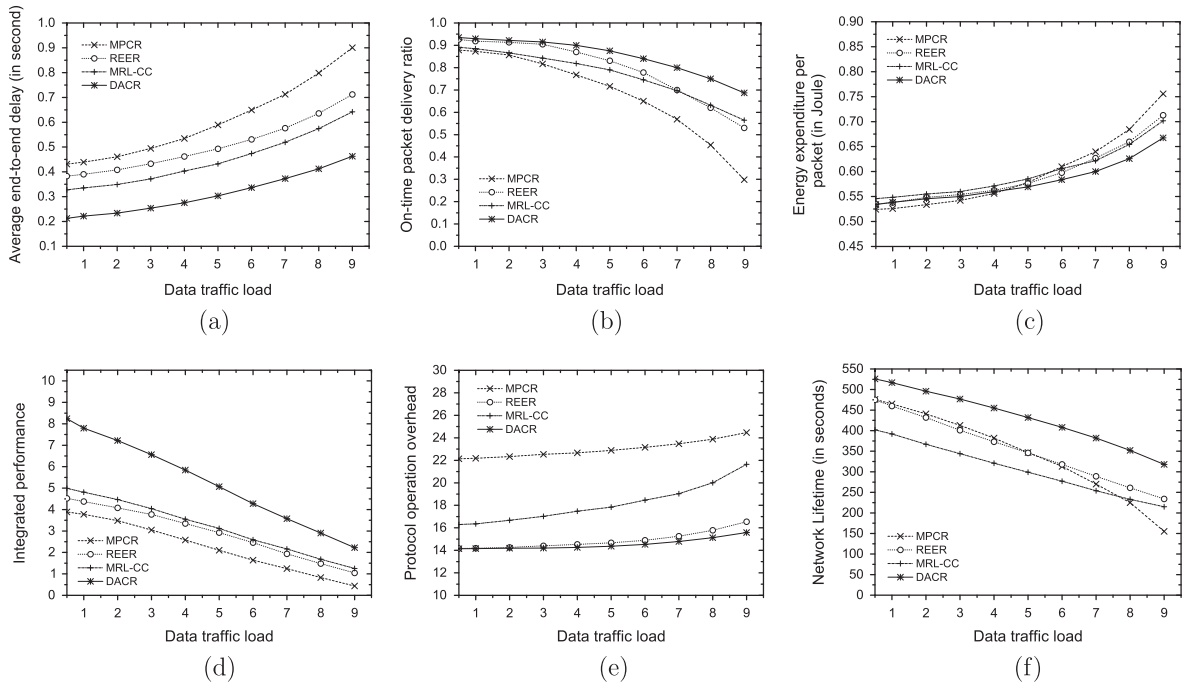 Average end-to-end delay (in second)
1.0
0.9
0.8
0.7
0.6
0.5
0.4
0.3
0.2
0.1
MPCR
REER
MRL-CC
DACR
1 2 3 4 5 6 7 8 9
Data traffic load
(a)
On-time packet delivery ratio
1.0
0.9
0.8
0.7
0.6
0.5
0.4
0.3
0.2
0.1
0.0
MPCR
REER
MRL-CC
DACR
1 2 3 4 5 6 7 8 9
Data traffic load
(b)
Energy expenditure per
packet (in Joule)
0.90
0.85
0.80
0.75
0.70
0.65
0.60
0.55
0.50
0.45
MPCR
REER
MRL-CC
DACR
1 2 3 4 5 6 7 8 9
Data traffic load
(c)
Integrated performance
10
9
8
7
6
5
4
3
2
1
0
MPCR
REER
MRL-CC
DACR
1 2 3 4 5 6 7 8 9
Data traffic load
(d)
Protocol operation overhead
30
28
26
24
22
20
18
16
14
12
10
MPCR
REER
MRL-CC
DACR
1 2 3 4 5 6 7 8 9
Data traffic load
(e)
Network Lifetime (in seconds)
550
500
450
400
350
300
250
200
150
100
50
0
MPCR
REER
MRL-CC
DACR
1 2 3 4 5 6 7 8 9
Data traffic load
(f)